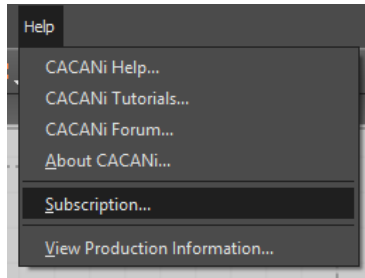 Help
CACANi Help...
CACANi Tutorials...
CACANi Forum...
About CACANi...
Subscription...
View Production Information...